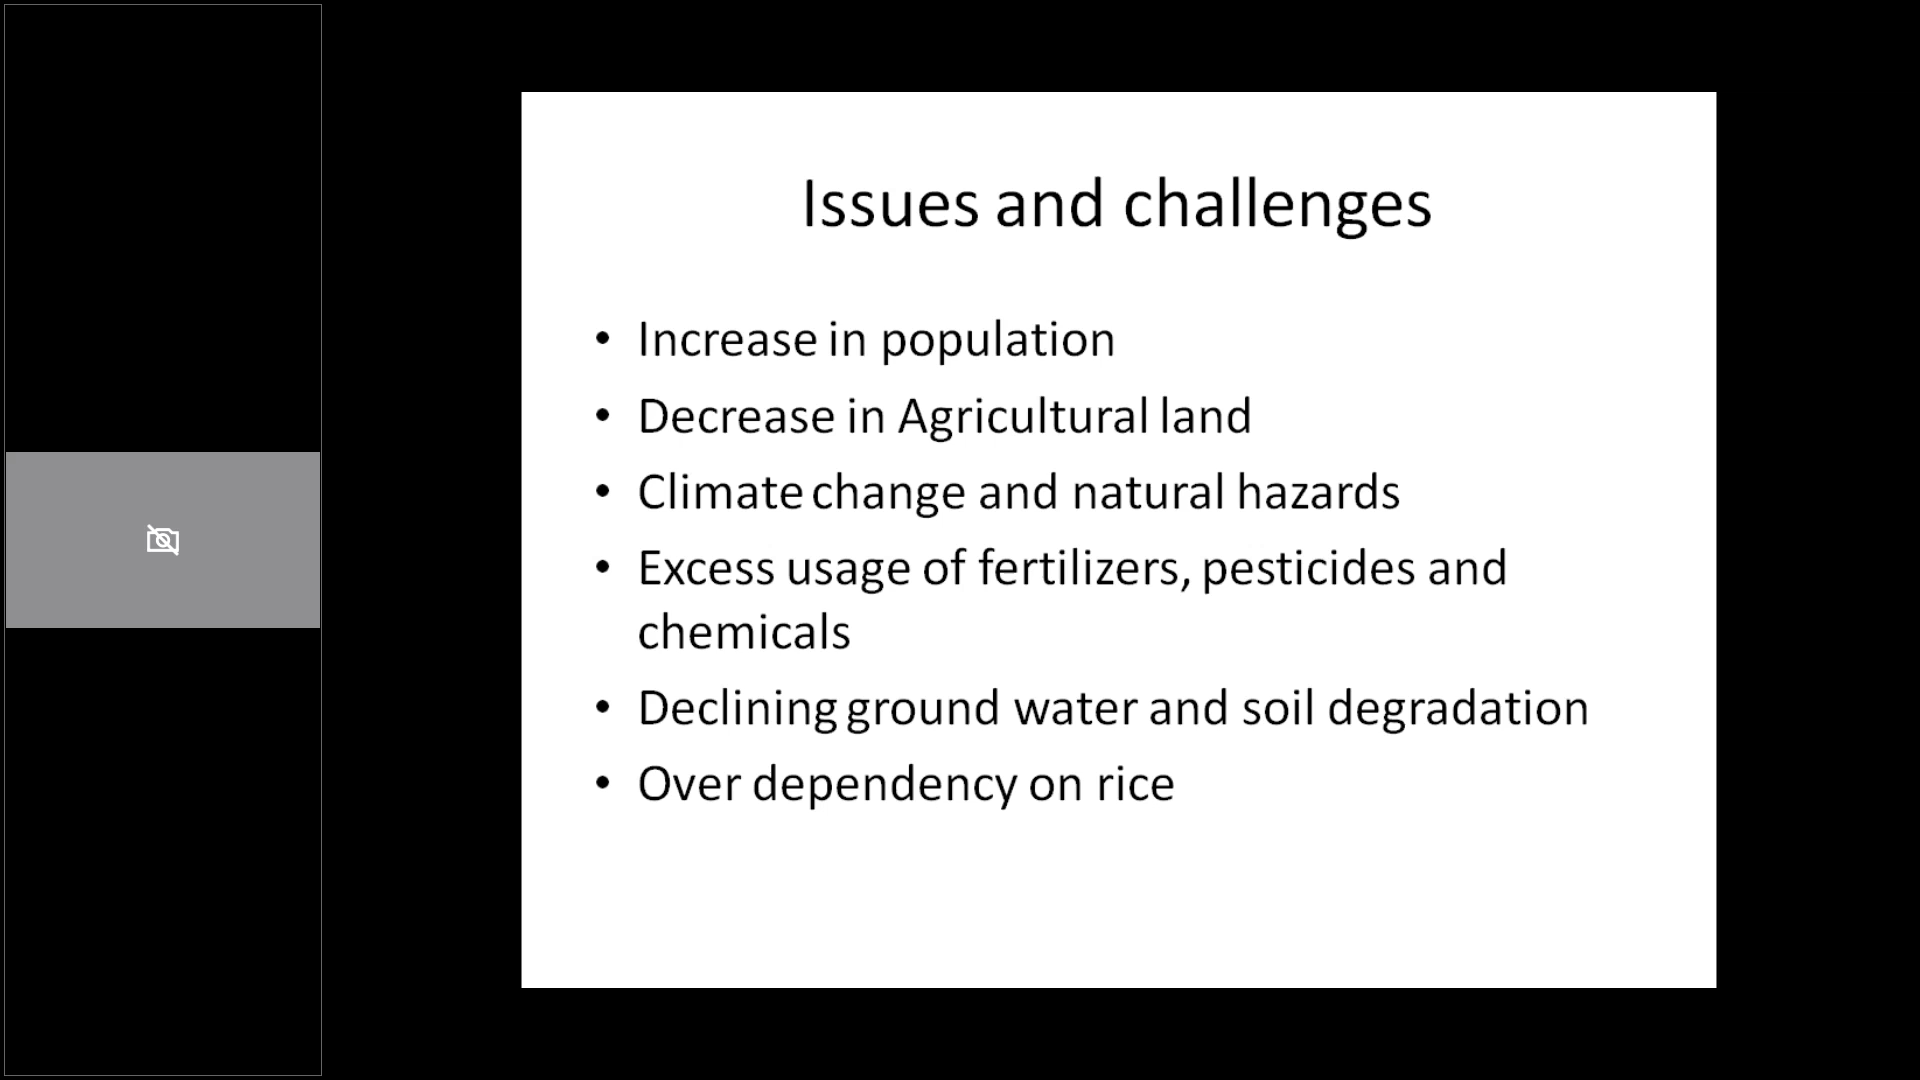 Issues and challenges
• Increase in population
• Decrease in Agricultural land
• Climate change and natural hazards
• Excess usage of fertilizers, pesticides and
chemicals
• Declining ground water and soil degradation
• Over dependency on rice